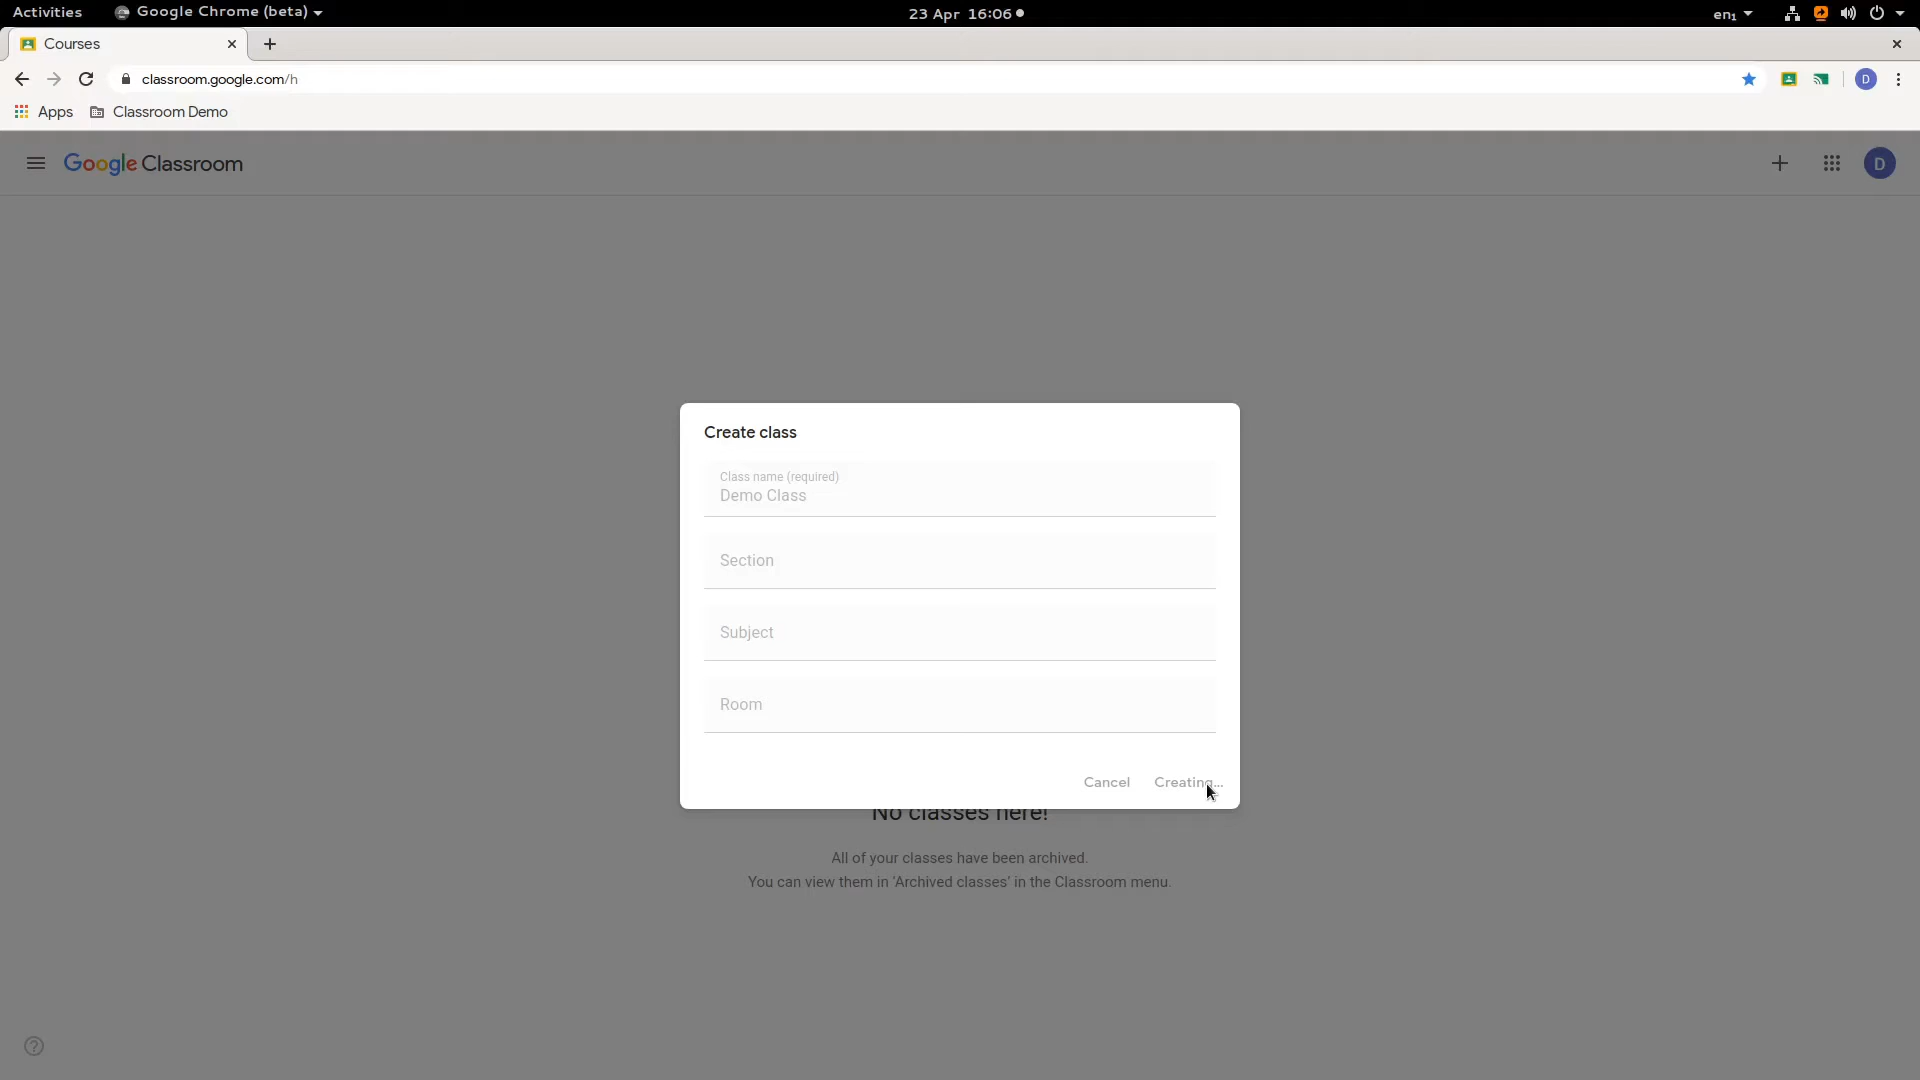 Activities
Google Chrome (beta)
23 Apr 16:06
en₁
Courses
classroom.google.com/h
D
Apps
Classroom Demo
Google Classroom
D
Create class
Class name (required)
Demo Class
Section
Subject
Room
Cancel
Creating...
No classes here!
All of your classes have been archived.
You can view them in 'Archived classes' in the Classroom menu.